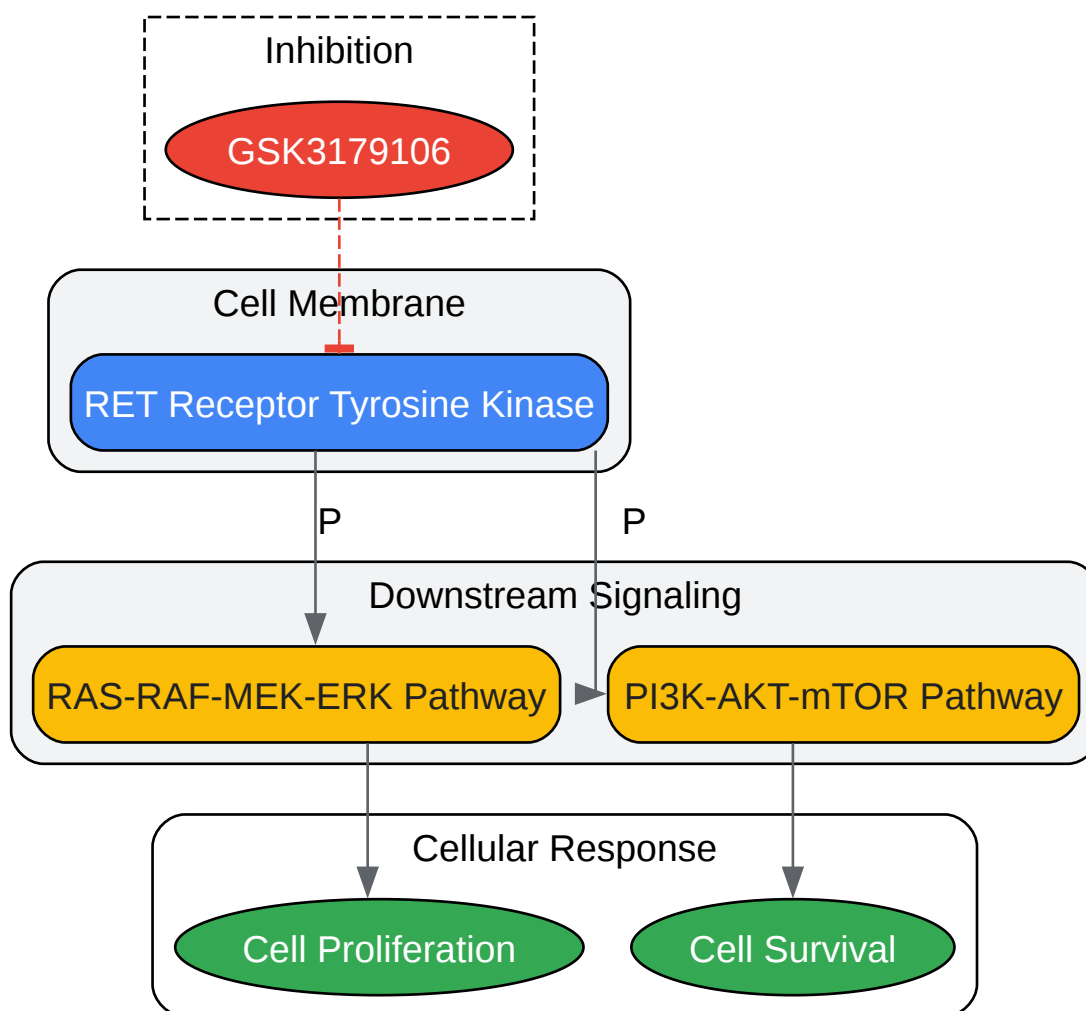 Inhibition
GSK3179106
Cell Membrane
RET Receptor Tyrosine Kinase
P
P
Downstream Signaling
RAS-RAF-MEK-ERK Pathway
PI3K-AKT-mTOR Pathway
Cellular Response
Cell Proliferation
Cell Survival